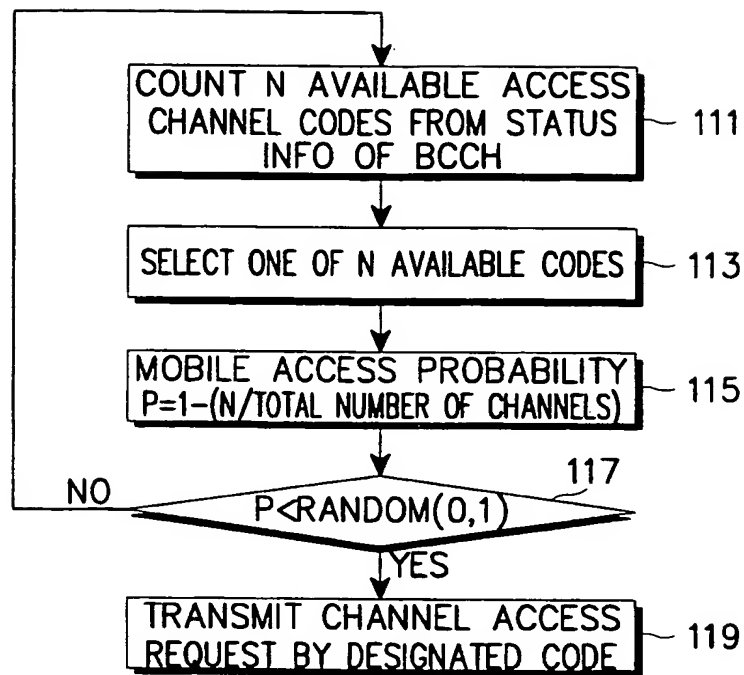 COUNT N AVAILABLE ACCESS
CHANNEL CODES FROM STATUS
INFO OF BCCH
111
SELECT ONE OF N AVAILABLE CODES
113
MOBILE ACCESS PROBABILITY
P=1-(N/TOTAL NUMBER OF CHANNELS)
115
117
NO
P<RANDOM(0,1)
YES
TRANSMIT CHANNEL ACCESS
REQUEST BY DESIGNATED CODE
119